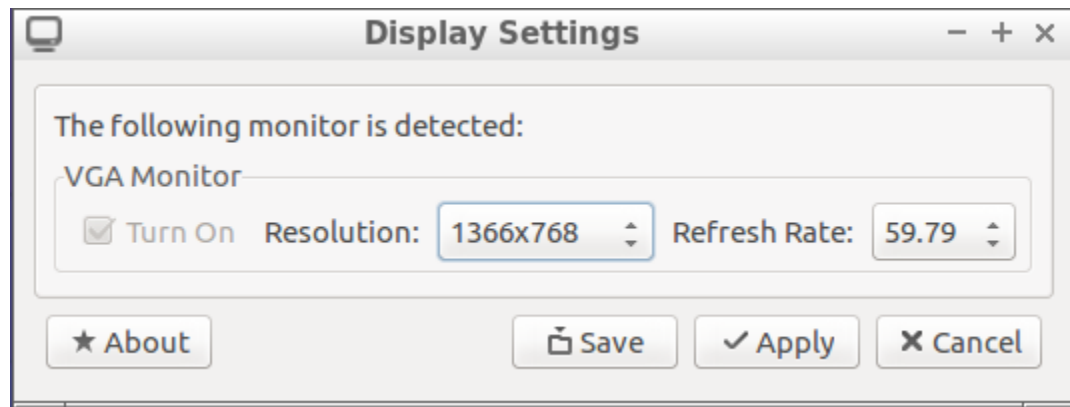 Display Settings
The following monitor is detected:
VGA Monitor
Turn On Resolution: 1366x768 Refresh Rate: 59.79
About Save Apply Cancel